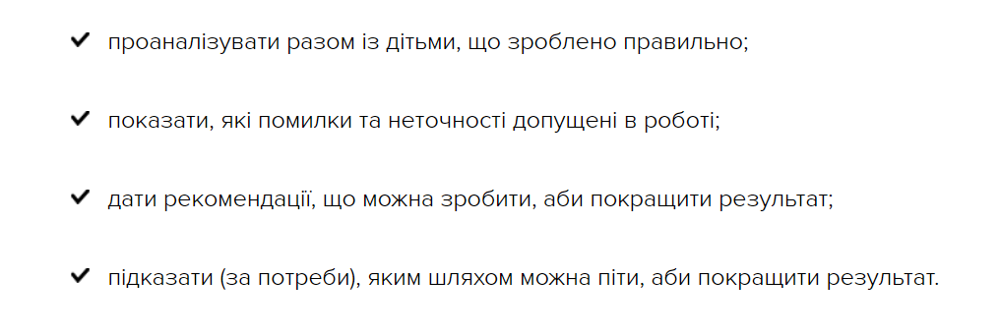 проаналізувати разом із дітьми, що зроблено правильно;
показати, які помилки та неточності допущені в роботі;
дати рекомендації, що можна зробити, аби покращити результат;
підказати (за потреби), яким шляхом можна піти, аби покращити результат.